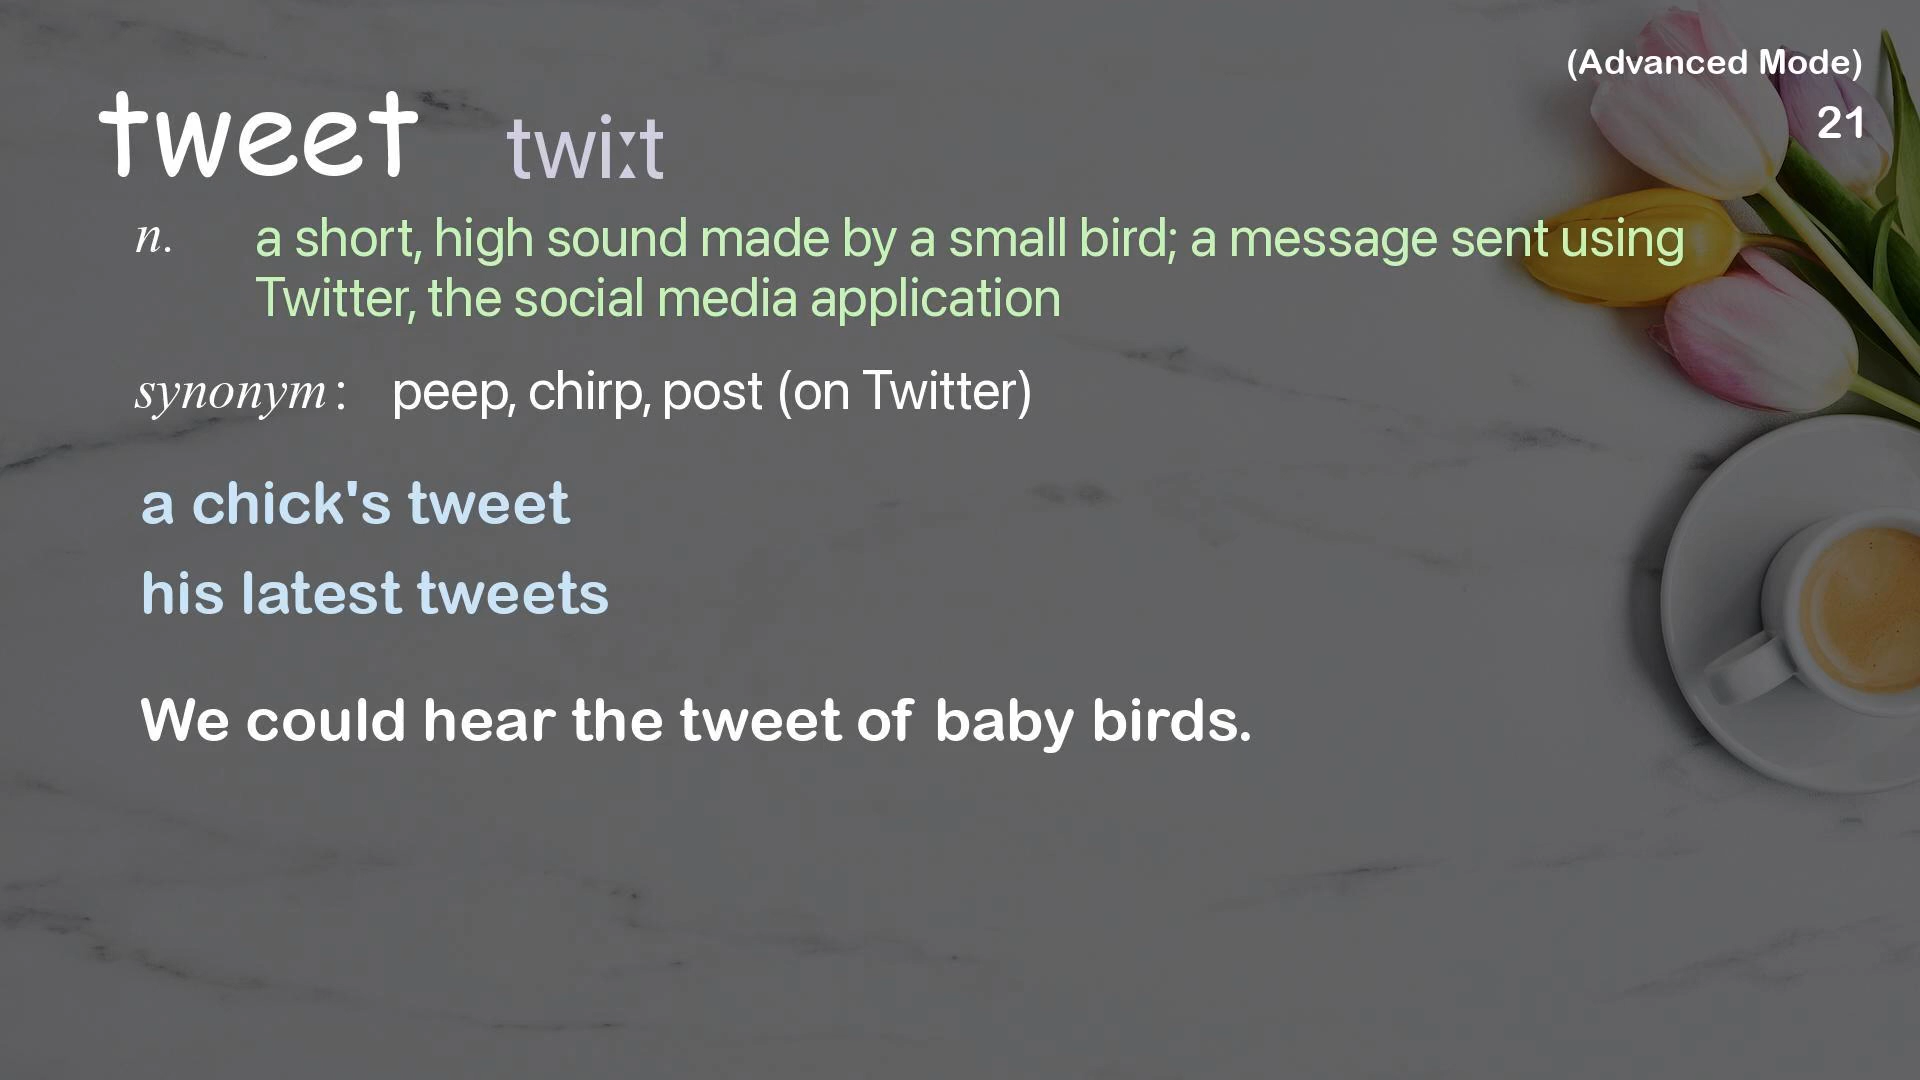 (Advanced Mode)
21
tweet twiːt
n. a short, high sound made by a small bird; a message sent using
Twitter, the social media application
synonym: peep, chirp, post (on Twitter)
a chick's tweet
his latest tweets
We could hear the tweet of baby birds.